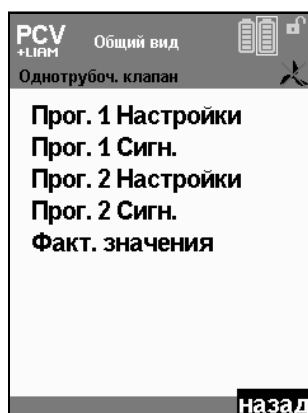 PCV
+LIAM
Общий вид
Однотрубоч. клапан
Прог. 1 Настройки
Прог. 1 Сигн.
Прог. 2 Настройки
Прог. 2 Сигн.
Факт. значения
назад